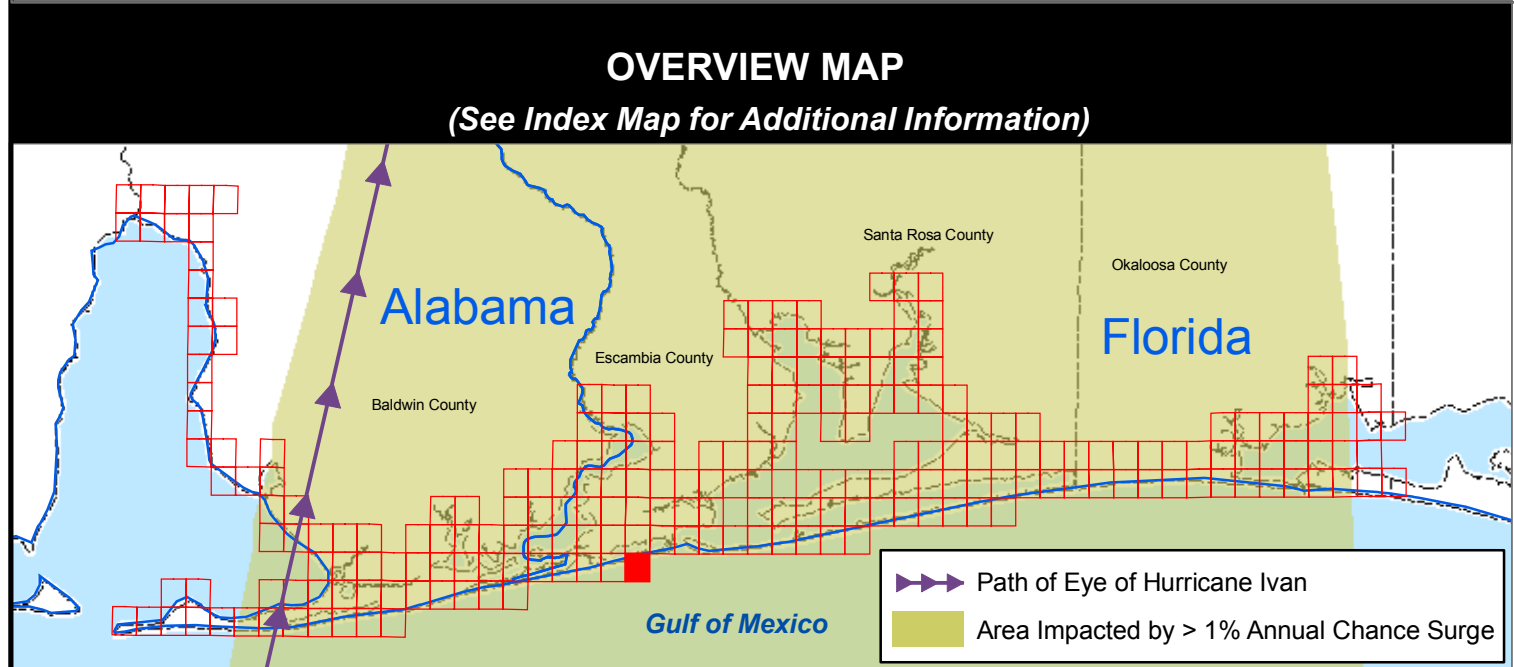 OVERVIEW MAP
(See Index Map for Additional Information)
Santa Rosa County
Okaloosa County
Alabama
Florida
Escambia County
Baldwin County
Gulf of Mexico
Path of Eye of Hurricane Ivan
Area Impacted by > 1% Annual Chance Surge